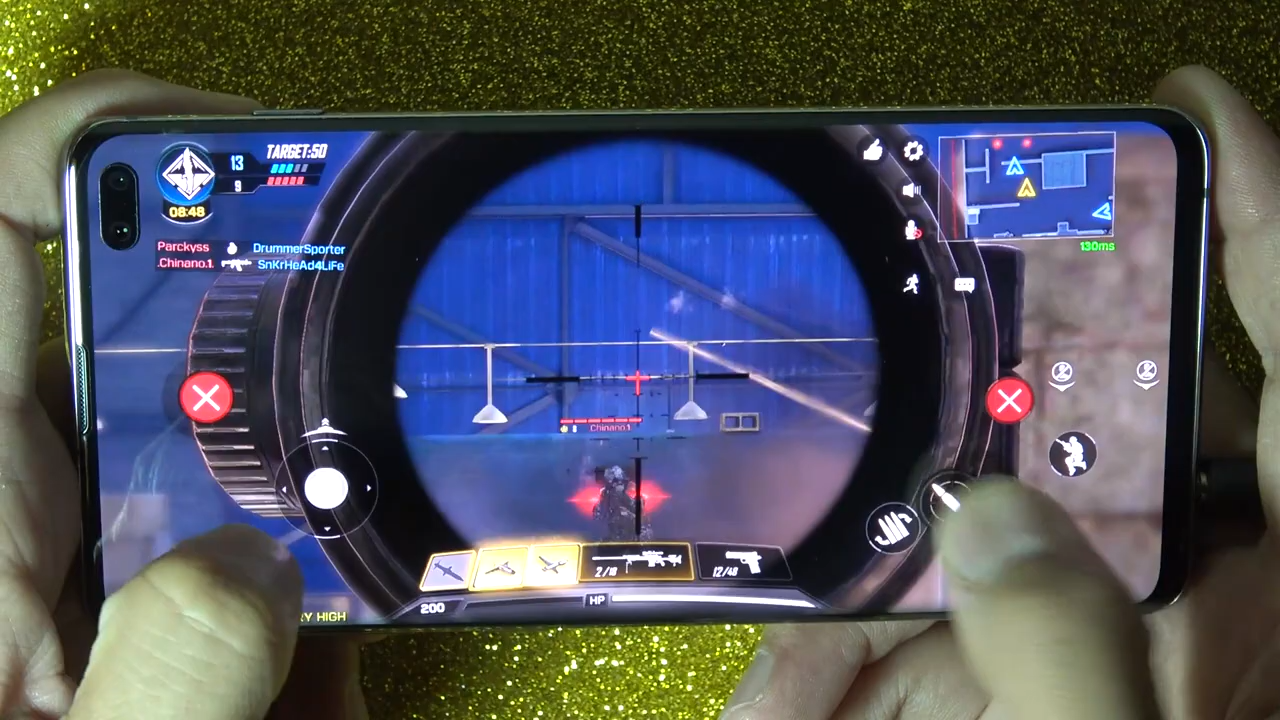 13
TARGET:50
9
08:48
Parckyss DrummerSporter
.Chinano.1. SnKrHeAd4LiFe
130ms
.Chinano.1
2/10
12/48
200
HP
RY HIGH